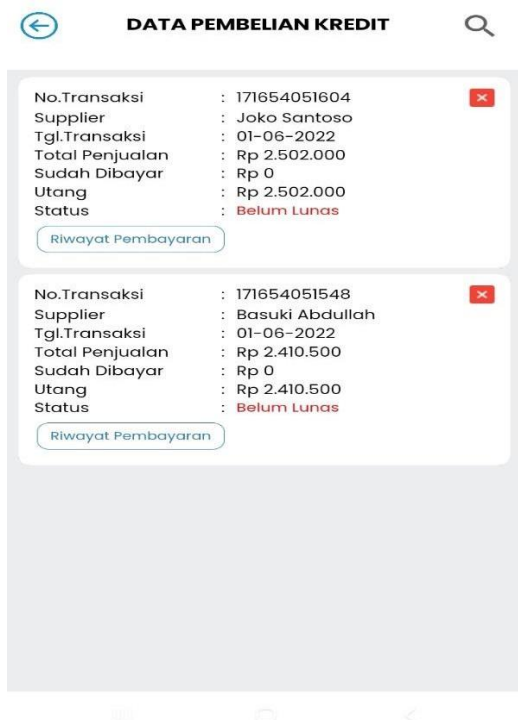 DATA PEMBELIAN KREDIT
No.Transaksi : 171654051604
Supplier : Joko Santoso
Tgl.Transaksi : 01-06-2022
Total Penjualan : Rp 2.502.000
Sudah Dibayar : Rp 0
Utang : Rp 2.502.000
Status : Belum Lunas
Riwayat Pembayaran
No.Transaksi : 171654051548
Supplier : Basuki Abdullah
Tgl.Transaksi : 01-06-2022
Total Penjualan : Rp 2.410.500
Sudah Dibayar : Rp 0
Utang : Rp 2.410.500
Status : Belum Lunas
Riwayat Pembayaran